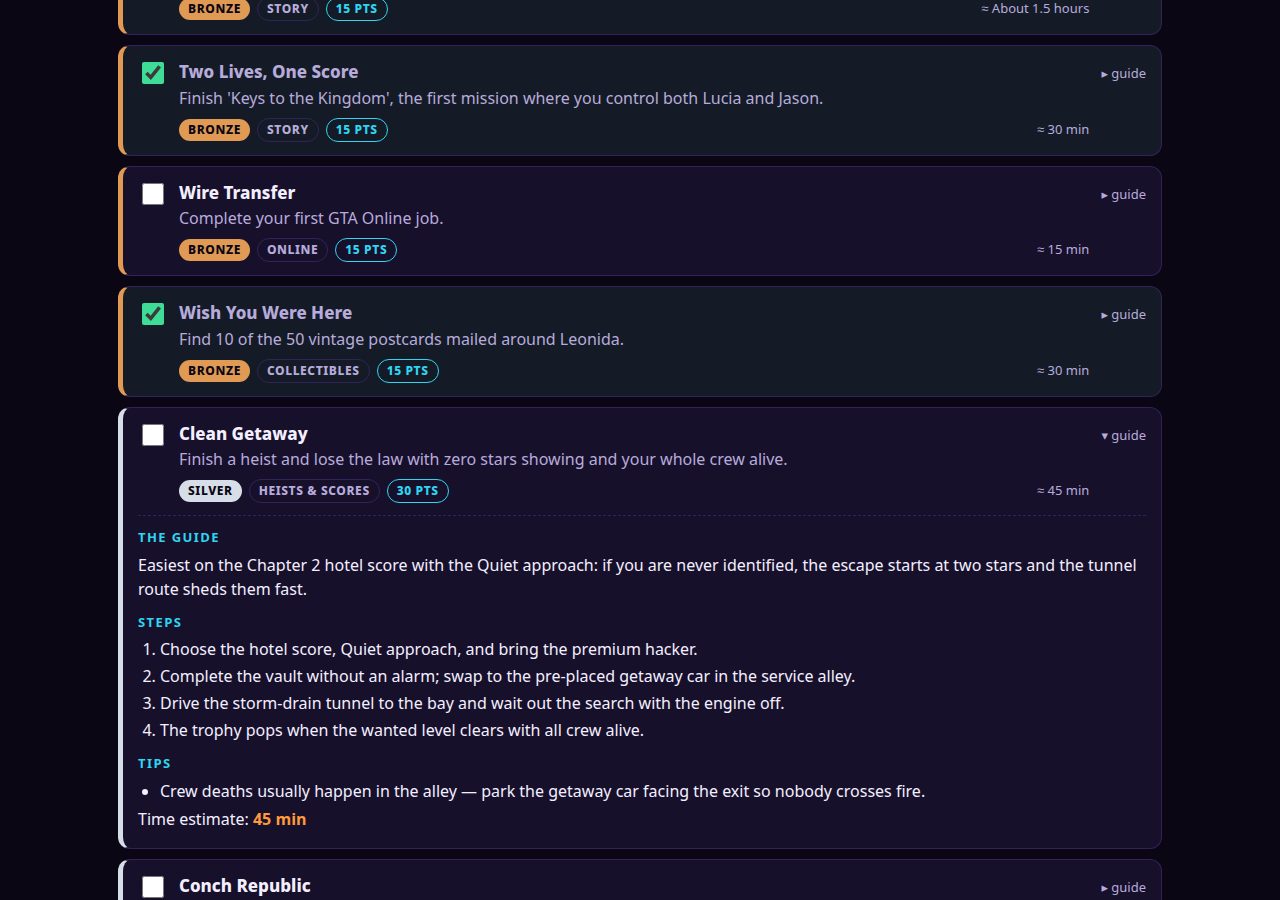 BRONZE STORY 15 PTS ≈ About 1.5 hours
Two Lives, One Score ▸ guide
Finish 'Keys to the Kingdom', the first mission where you control both Lucia and Jason.
BRONZE STORY 15 PTS ≈ 30 min
Wire Transfer ▸ guide
Complete your first GTA Online job.
BRONZE ONLINE 15 PTS ≈ 15 min
Wish You Were Here ▸ guide
Find 10 of the 50 vintage postcards mailed around Leonida.
BRONZE COLLECTIBLES 15 PTS ≈ 30 min
Clean Getaway ▾ guide
Finish a heist and lose the law with zero stars showing and your whole crew alive.
SILVER HEISTS & SCORES 30 PTS ≈ 45 min
THE GUIDE
Easiest on the Chapter 2 hotel score with the Quiet approach: if you are never identified, the escape starts at two stars and the tunnel
route sheds them fast.
STEPS
1. Choose the hotel score, Quiet approach, and bring the premium hacker.
2. Complete the vault without an alarm; swap to the pre-placed getaway car in the service alley.
3. Drive the storm-drain tunnel to the bay and wait out the search with the engine off.
4. The trophy pops when the wanted level clears with all crew alive.
TIPS
• Crew deaths usually happen in the alley — park the getaway car facing the exit so nobody crosses fire.
Time estimate: 45 min
Conch Republic ▸ guide